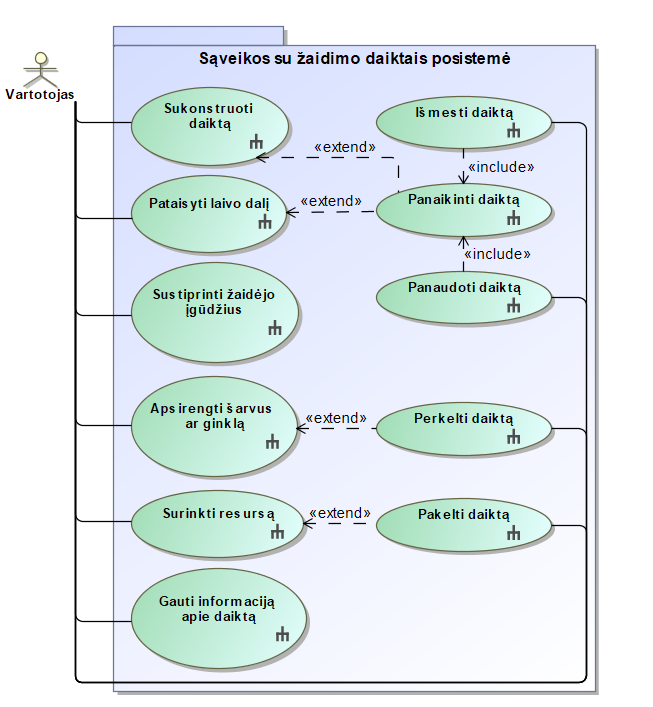 Sąveikos su žaidimo daiktais posistemė
Vartotojas
Sukonstruoti
daiktą
Išmesti daiktą
«extend»
«include»
Pataisyti laivo dalį
«extend»
Panaikinti daiktą
«include»
Sustiprinti žaidėjo
įgūdžius
Panaudoti daiktą
Apsirengti šarvus
ar ginklą
«extend»
Perkelti daiktą
Surinkti resursą
«extend»
Pakelti daiktą
Gauti informaciją
apie daiktą